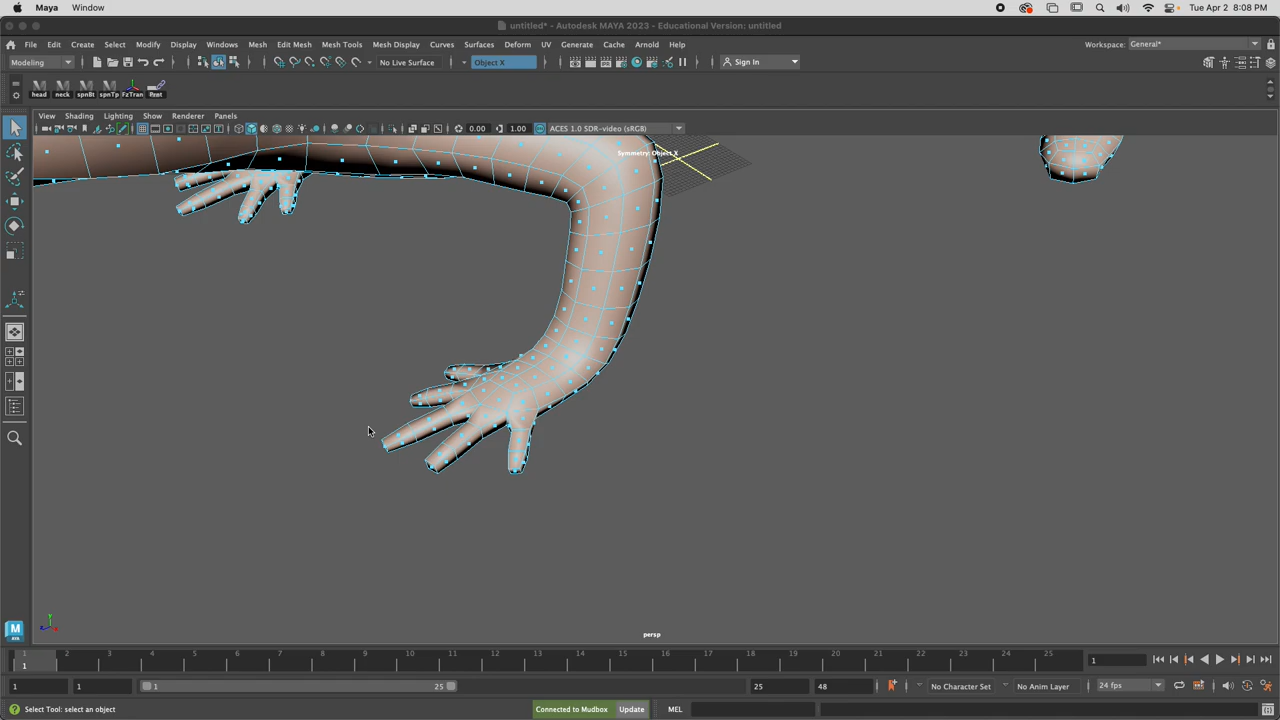 Maya Window Tue Apr 2 8:08 PM
untitled* - Autodesk MAYA 2023 - Educational Version: untitled
File Edit Create Select Modify Display Windows Mesh Edit Mesh Mesh Tools Mesh Display Curves Surfaces Deform UV Generate Cache Arnold Help Workspace: General*
Modeling No Live Surface Object X Sign In
head neck spnBt spnTp FzTran Prnt
View Shading Lighting Show Renderer Panels
0.00 1.00 ACES 1.0 SDR-video (sRGB)
Symmetry: Object X
persp
1 2 3 4 5 6 7 8 9 10 11 12 13 14 15 16 17 18 19 20 21 22 23 24 25
1 1
1 1 1 25 25 48 No Character Set No Anim Layer 24 fps
Select Tool: select an object Connected to Mudbox Update MEL